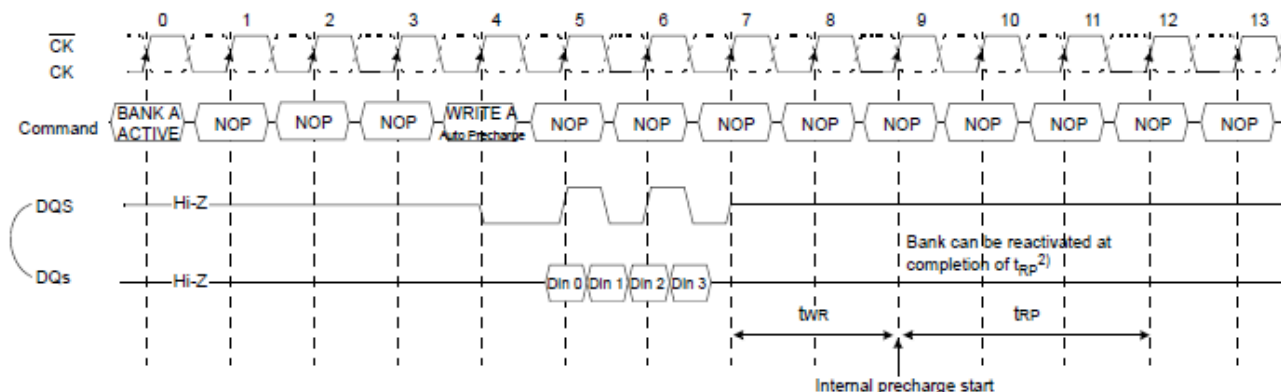 0 1 2 3 4 5 6 7 8 9 10 11 12 13
CK
CK
Command BANK A ACTIVE NOP NOP NOP WRITE A Auto Precharge NOP NOP NOP NOP NOP NOP NOP NOP NOP
DQS Hi-Z
Bank can be reactivated at
completion of tRP2)
DQs Hi-Z Din 0 Din 1 Din 2 Din 3
tWR tRP
Internal precharge start